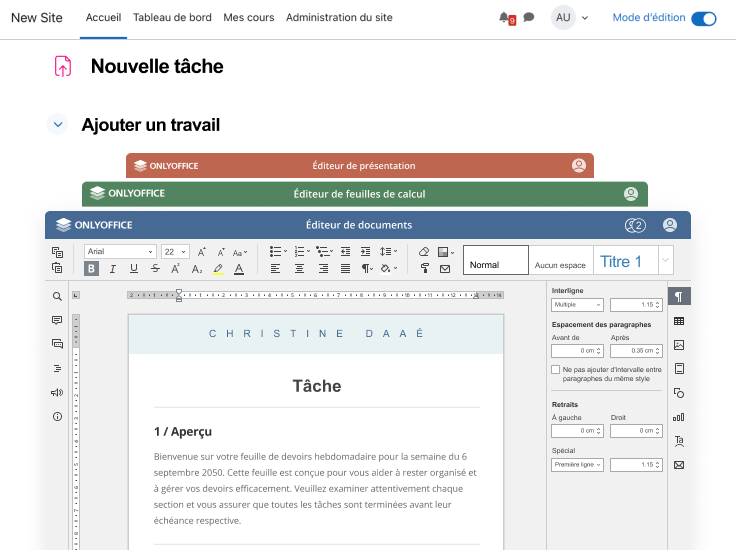 New Site Accueil Tableau de bord Mes cours Administration du site 9 AU Mode d'édition
Nouvelle tâche
Ajouter un travail
ONLYOFFICE Éditeur de présentation
ONLYOFFICE Éditeur de feuilles de calcul
ONLYOFFICE Éditeur de documents 2
Arial 22 A A Aa
B I U S A A A Normal Aucun espace Titre 1
CHRISTINE DAAÉ
Tâche
1 / Aperçu
Bienvenue sur votre feuille de devoirs hebdomadaire pour la semaine du 6
septembre 2050. Cette feuille est conçue pour vous aider à rester organisé et
à gérer vos devoirs efficacement. Veuillez examiner attentivement chaque
section et vous assurer que toutes les tâches sont terminées avant leur
échéance respective.
Interligne
Multiple 1.15
Espacement des paragraphes
Avant de Après
0 cm 0.35 cm
Ne pas ajouter d'intervalle entre
paragraphes du même style
Retraits
À gauche Droit
0 cm 0 cm
Spécial
Première ligne 1.15